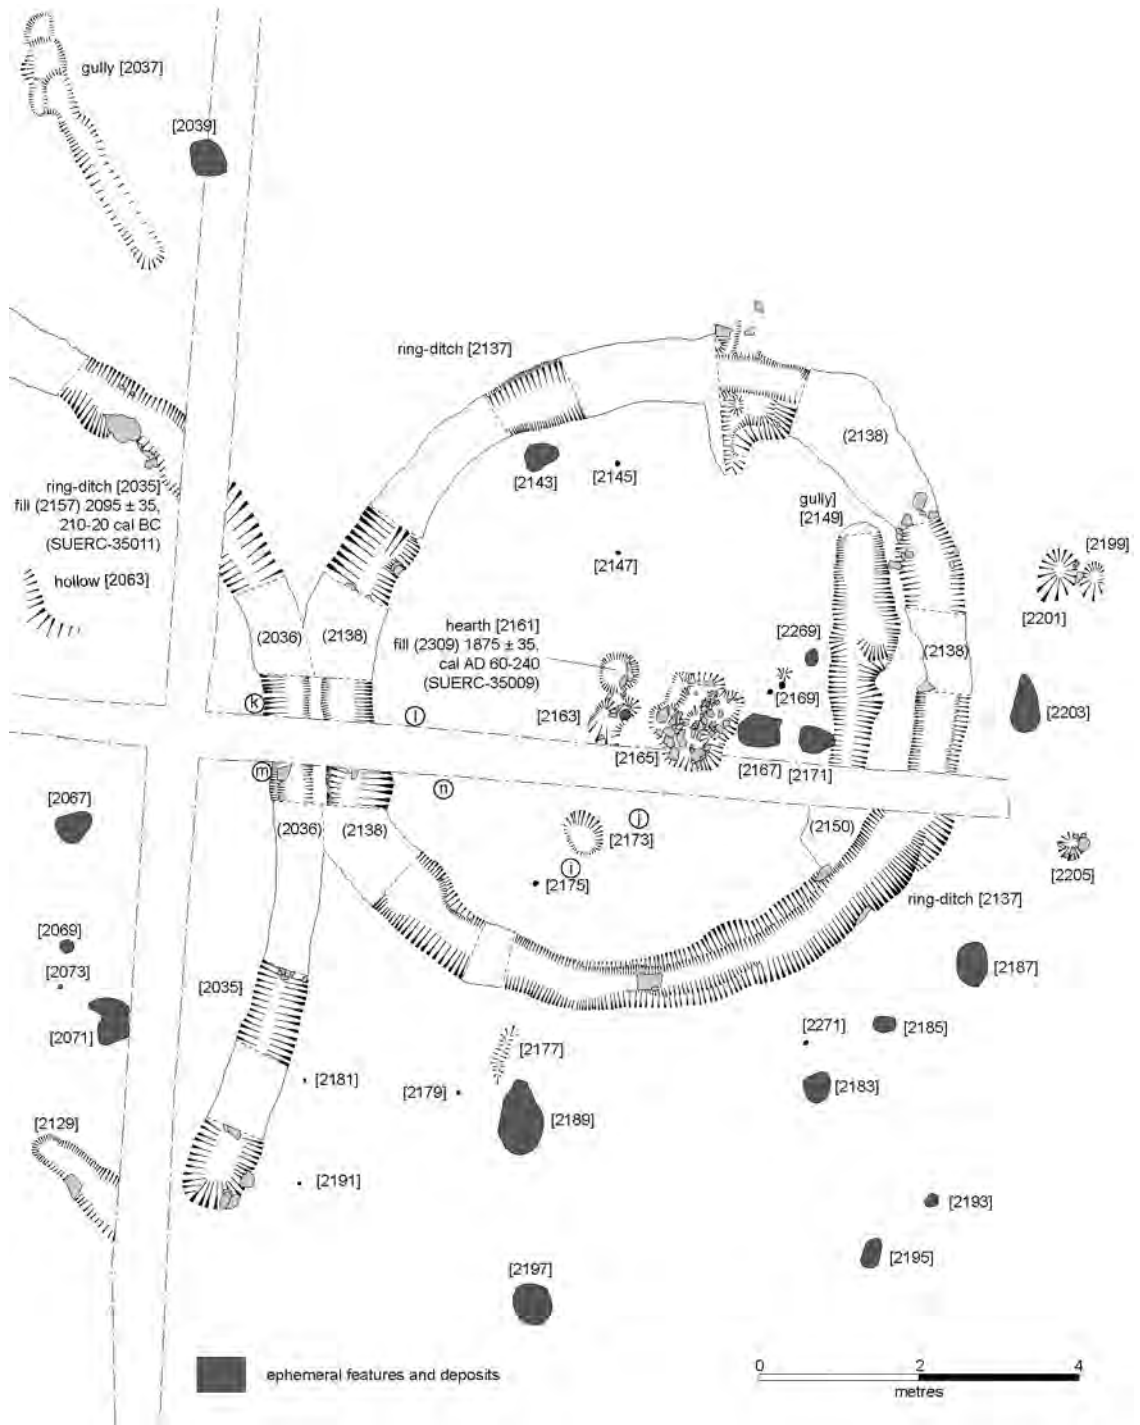 gully [2037]
[2039]
ring-ditch [2137]
(2138)
[2143]
[2145]
gully]
[2149]
ring-ditch [2035]
fill (2157) 2095 ± 35,
210-20 cal BC
(SUERC-35011)
hollow [2063]
[2147]
[2199]
[2201]
hearth [2161]
fill (2309) 1875 ± 35,
cal AD 60-240
(SUERC-35009)
(2036)
(2138)
[2269]
(2138)
[2169]
k
l
[2163]
[2165]
[2167]
[2171]
[2203]
m
n
[2067]
(2036)
(2138)
j
[2173]
(2150)
i
[2175]
[2205]
ring-ditch [2137]
[2069]
[2073]
[2035]
[2187]
[2071]
[2185]
[2271]
[2177]
[2181]
[2179]
[2183]
[2189]
[2129]
[2191]
[2193]
[2195]
[2197]
ephemeral features and deposits
0 2 4
metres